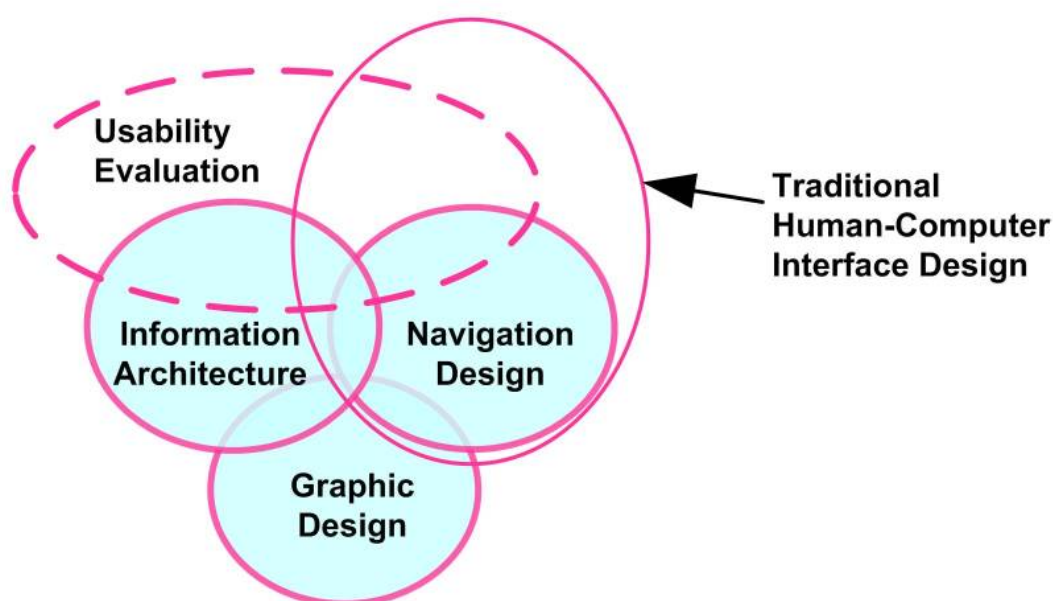 Usability
Evaluation
Traditional
Human-Computer
Interface Design
Information
Architecture
Navigation
Design
Graphic
Design